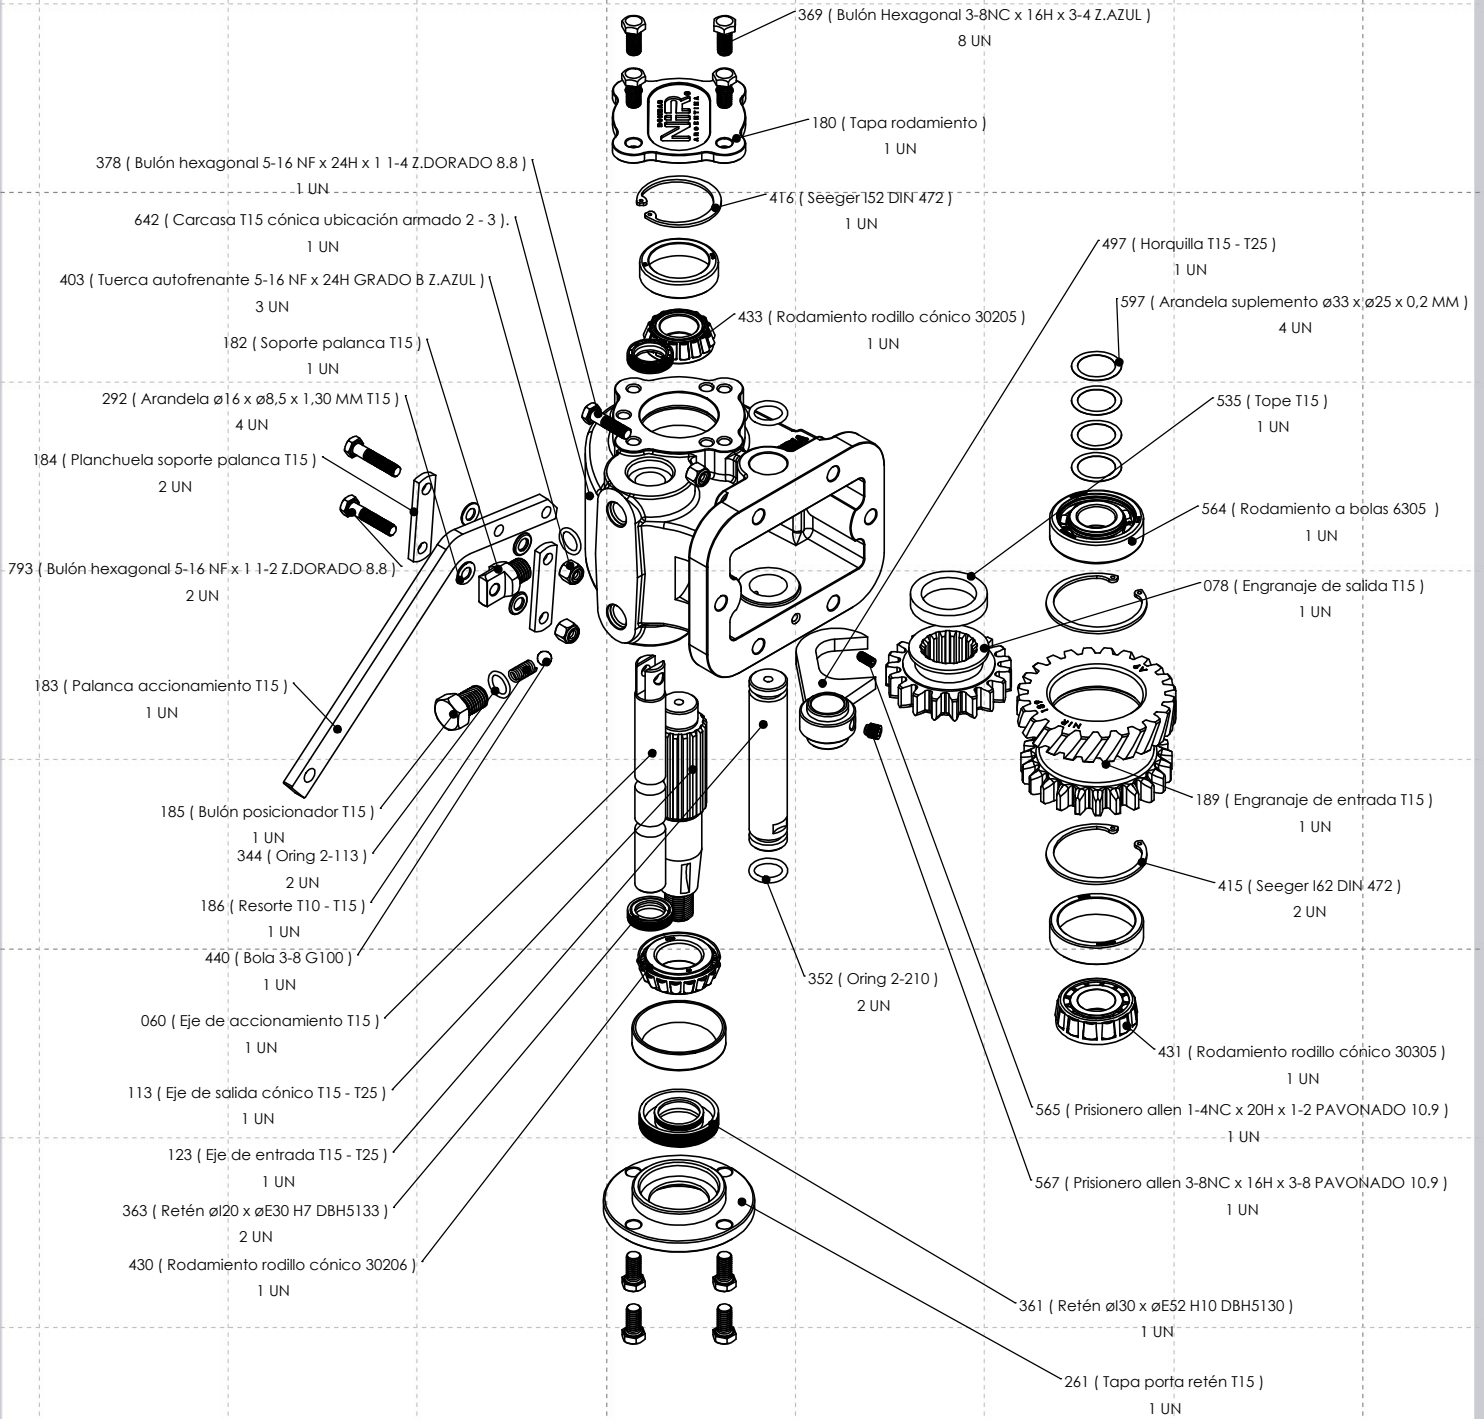 369 ( Bulón Hexagonal 3-8NC x 16H x 3-4 Z.AZUL )
8 UN
NIR
ARGENTINA
180 ( Tapa rodamiento )
1 UN
378 ( Bulón hexagonal 5-16 NF x 24H x 1 1-4 Z.DORADO 8.8 )
1 UN
416 ( Seeger I52 DIN 472 )
1 UN
642 ( Carcasa T15 cónica ubicación armado 2 - 3 ).
1 UN
497 ( Horquilla T15 - T25 )
1 UN
403 ( Tuerca autofrenante 5-16 NF x 24H GRADO B Z.AZUL )
3 UN
597 ( Arandela suplemento ø33 x ø25 x 0,2 MM )
4 UN
433 ( Rodamiento rodillo cónico 30205 )
1 UN
182 ( Soporte palanca T15 )
1 UN
292 ( Arandela ø16 x ø8,5 x 1,30 MM T15 )
4 UN
535 ( Tope T15 )
1 UN
184 ( Planchuela soporte palanca T15 )
2 UN
564 ( Rodamiento a bolas 6305  )
1 UN
793 ( Bulón hexagonal 5-16 NF x 1 1-2 Z.DORADO 8.8 )
2 UN
078 ( Engranaje de salida T15 )
1 UN
183 ( Palanca accionamiento T15 )
1 UN
189
NIR
185 ( Bulón posicionador T15 )
1 UN
189 ( Engranaje de entrada T15 )
1 UN
344 ( Oring 2-113 )
2 UN
186 ( Resorte T10 - T15 )
1 UN
415 ( Seeger I62 DIN 472 )
2 UN
440 ( Bola 3-8 G100 )
1 UN
352 ( Oring 2-210 )
2 UN
060 ( Eje de accionamiento T15 )
1 UN
431 ( Rodamiento rodillo cónico 30305 )
1 UN
113 ( Eje de salida cónico T15 - T25 )
1 UN
565 ( Prisionero allen 1-4NC x 20H x 1-2 PAVONADO 10.9 )
1 UN
123 ( Eje de entrada T15 - T25 )
1 UN
567 ( Prisionero allen 3-8NC x 16H x 3-8 PAVONADO 10.9 )
1 UN
363 ( Retén øI20 x øE30 H7 DBH5133 )
2 UN
430 ( Rodamiento rodillo cónico 30206 )
1 UN
361 ( Retén øI30 x øE52 H10 DBH5130 )
1 UN
261 ( Tapa porta retén T15 )
1 UN